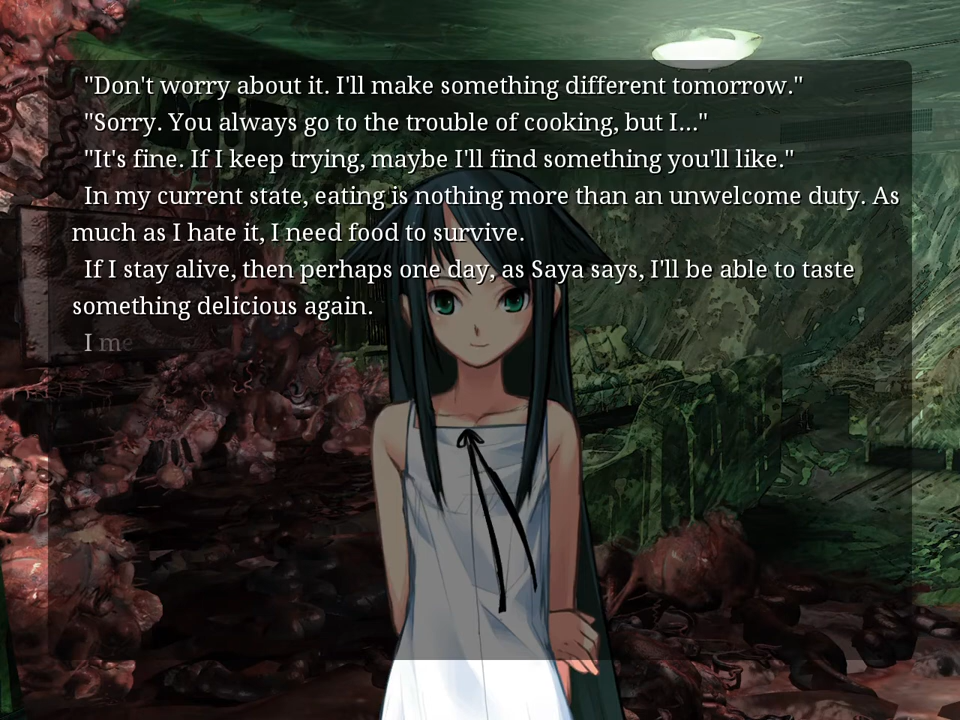 "Don't worry about it. I'll make something different tomorrow."
"Sorry. You always go to the trouble of cooking, but I..."
"It's fine. If I keep trying, maybe I'll find something you'll like."
In my current state, eating is nothing more than an unwelcome duty. As
much as I hate it, I need food to survive.
If I stay alive, then perhaps one day, as Saya says, I'll be able to taste
something delicious again.
I me